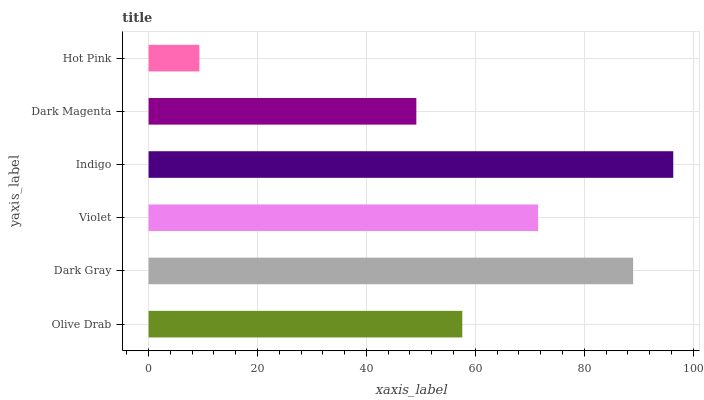 title
Hot Pink
Dark Magenta
Indigo
Violet
Dark Gray
Olive Drab
yaxis_label
0 20 40 60 80 100
xaxis_label